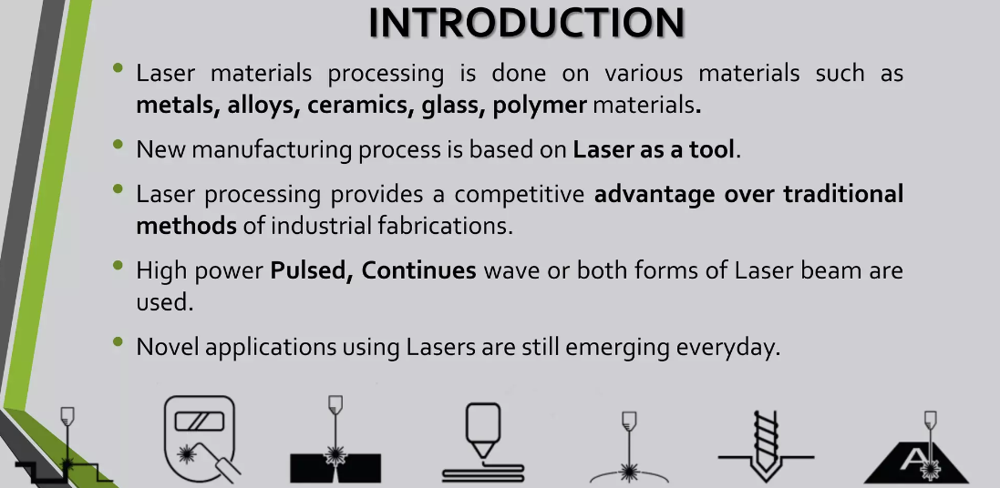 INTRODUCTION
• Laser materials processing is done on various materials such as
metals, alloys, ceramics, glass, polymer materials.
• New manufacturing process is based on Laser as a tool.
• Laser processing provides a competitive advantage over traditional
methods of industrial fabrications.
• High power Pulsed, Continues wave or both forms of Laser beam are
used.
• Novel applications using Lasers are still emerging everyday.
A